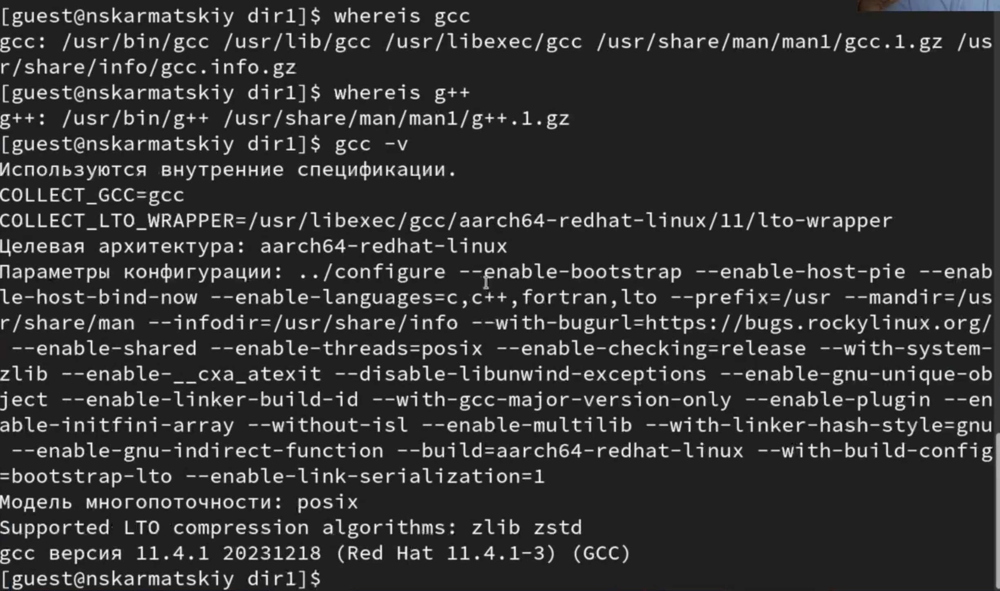 [guest@nskarmatskiy dir1]$ whereis gcc
gcc: /usr/bin/gcc /usr/lib/gcc /usr/libexec/gcc /usr/share/man/man1/gcc.1.gz /us
r/share/info/gcc.info.gz
[guest@nskarmatskiy dir1]$ whereis g++
g++: /usr/bin/g++ /usr/share/man/man1/g++.1.gz
[guest@nskarmatskiy dir1]$ gcc -v
Используются внутренние спецификации.
COLLECT_GCC=gcc
COLLECT_LTO_WRAPPER=/usr/libexec/gcc/aarch64-redhat-linux/11/lto-wrapper
Целевая архитектура: aarch64-redhat-linux
Параметры конфигурации: ../configure --enable-bootstrap --enable-host-pie --enab
le-host-bind-now --enable-languages=c,c++,fortran,lto --prefix=/usr --mandir=/us
r/share/man --infodir=/usr/share/info --with-bugurl=https://bugs.rockylinux.org/
 --enable-shared --enable-threads=posix --enable-checking=release --with-system-
zlib --enable-__cxa_atexit --disable-libunwind-exceptions --enable-gnu-unique-ob
ject --enable-linker-build-id --with-gcc-major-version-only --enable-plugin --en
able-initfini-array --without-isl --enable-multilib --with-linker-hash-style=gnu
 --enable-gnu-indirect-function --build=aarch64-redhat-linux --with-build-config
=bootstrap-lto --enable-link-serialization=1
Модель многопоточности: posix
Supported LTO compression algorithms: zlib zstd
gcc версия 11.4.1 20231218 (Red Hat 11.4.1-3) (GCC)
[guest@nskarmatskiy dir1]$